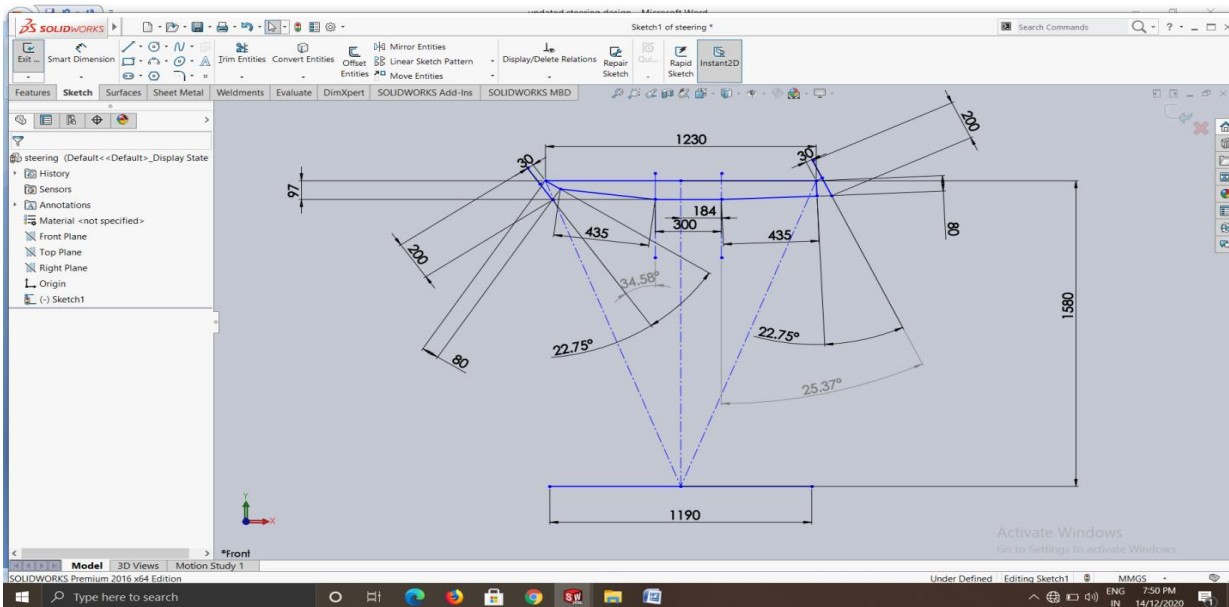 updated steering design - Microsoft Word
SOLIDWORKS
Sketch1 of steering *
Search Commands
Exit ...
Smart Dimension
Trim Entities
Convert Entities
Offset Entities
Mirror Entities
Linear Sketch Pattern
Move Entities
Display/Delete Relations
Repair Sketch
Qui...
Rapid Sketch
Instant2D
Features Sketch Surfaces Sheet Metal Weldments Evaluate DimXpert SOLIDWORKS Add-Ins SOLIDWORKS MBD
steering (Default<<Default>_Display State
History
Sensors
Annotations
Material <not specified>
Front Plane
Top Plane
Right Plane
Origin
(-) Sketch1
200
1230
30
30
97
184
300
435
435
80
200
34.58°
1580
22.75°
22.75°
80
25.37°
1190
Y
X
*Front
Activate Windows
Go to Settings to activate Windows
Model 3D Views Motion Study 1
SOLIDWORKS Premium 2016 x64 Edition
Under Defined Editing Sketch1 MMGS
Type here to search
ENG
IN
7:50 PM
14/12/2020